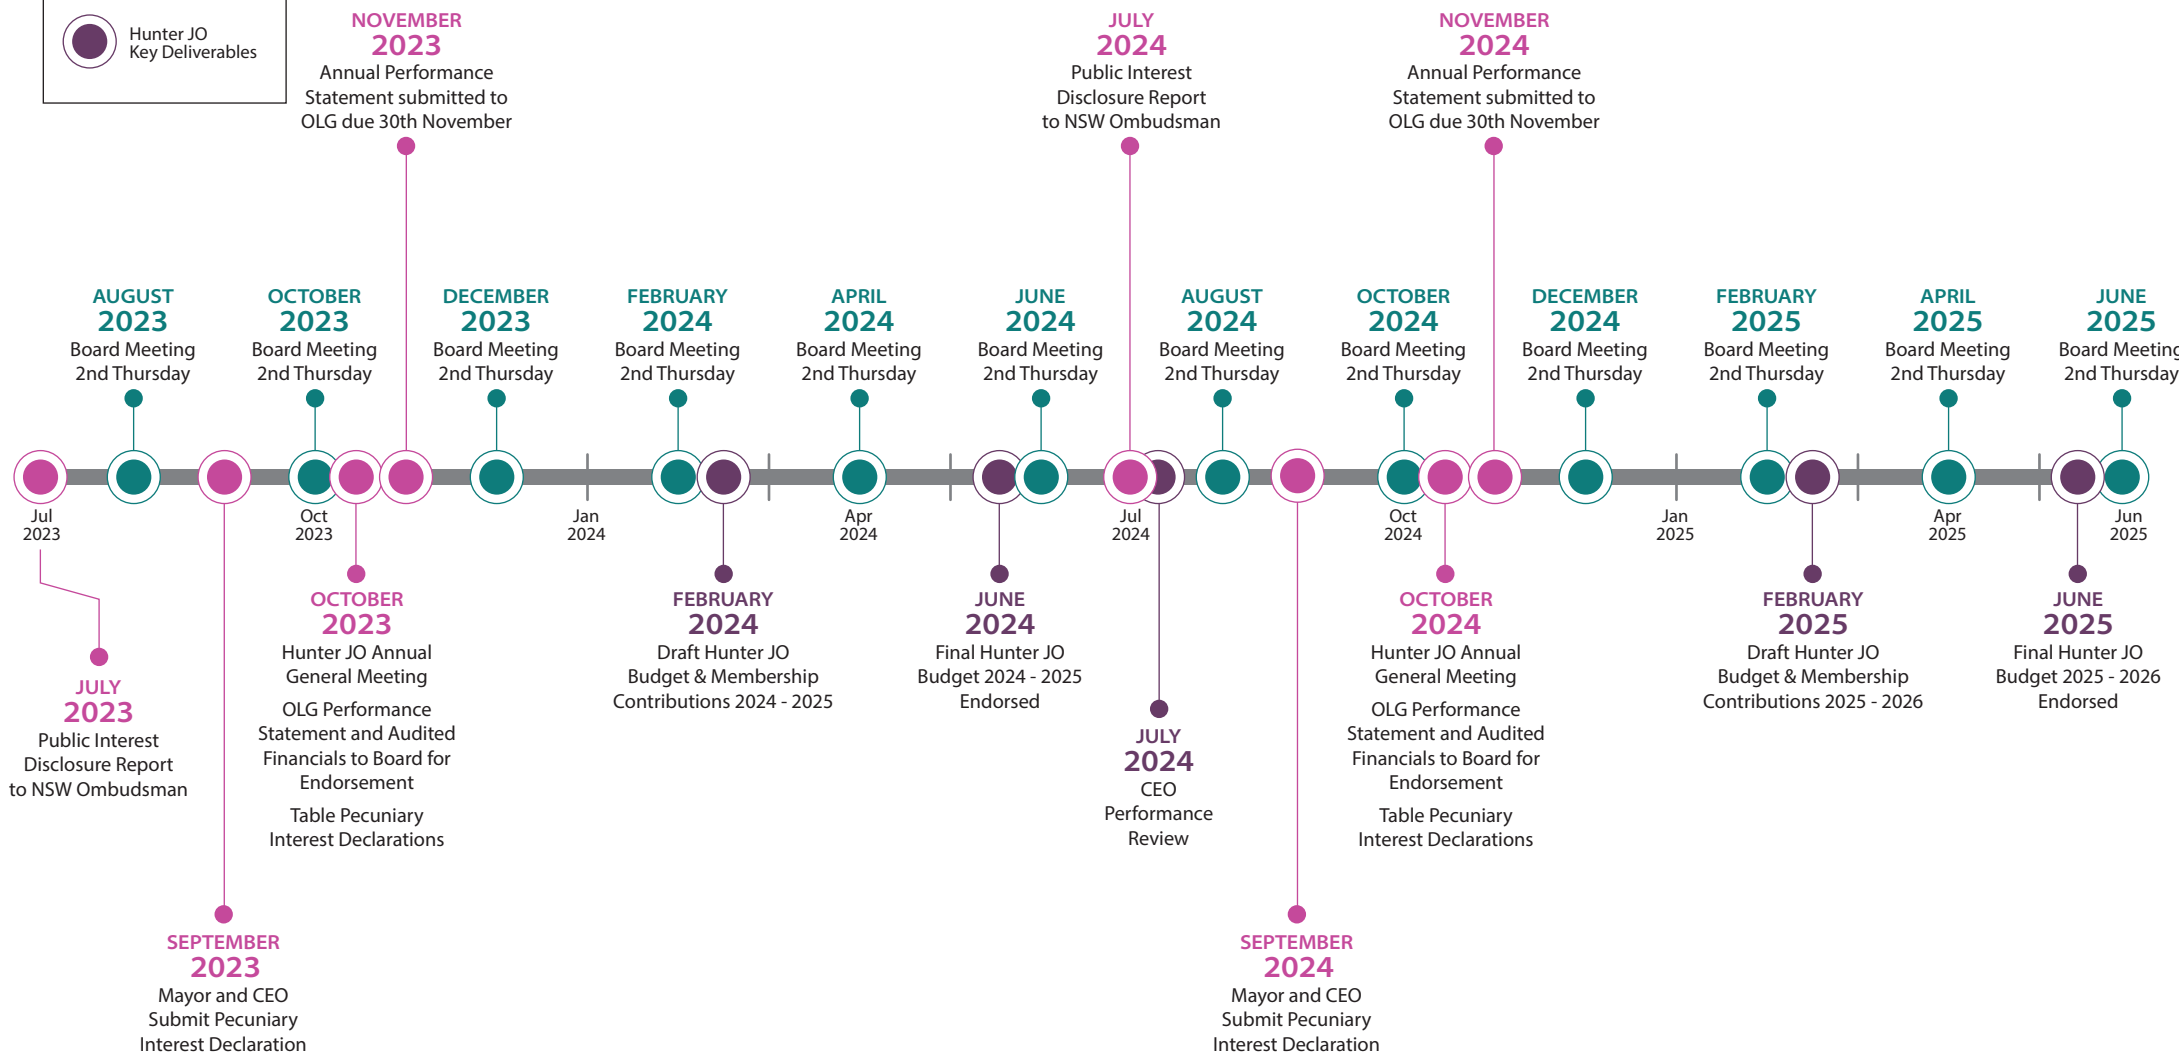 Hunter JO
Key Deliverables
NOVEMBER
2023
Annual Performance
Statement submitted to
OLG due 30th November
JULY
2024
Public Interest
Disclosure Report
to NSW Ombudsman
NOVEMBER
2024
Annual Performance
Statement submitted to
OLG due 30th November
AUGUST
2023
Board Meeting
2nd Thursday
OCTOBER
2023
Board Meeting
2nd Thursday
DECEMBER
2023
Board Meeting
2nd Thursday
FEBRUARY
2024
Board Meeting
2nd Thursday
APRIL
2024
Board Meeting
2nd Thursday
JUNE
2024
Board Meeting
2nd Thursday
AUGUST
2024
Board Meeting
2nd Thursday
OCTOBER
2024
Board Meeting
2nd Thursday
DECEMBER
2024
Board Meeting
2nd Thursday
FEBRUARY
2025
Board Meeting
2nd Thursday
APRIL
2025
Board Meeting
2nd Thursday
JUNE
2025
Board Meeting
2nd Thursday
Jul
2023
Oct
2023
Jan
2024
Apr
2024
Jul
2024
Oct
2024
Jan
2025
Apr
2025
Jun
2025
JULY
2023
Public Interest
Disclosure Report
to NSW Ombudsman
SEPTEMBER
2023
Mayor and CEO
Submit Pecuniary
Interest Declaration
OCTOBER
2023
Hunter JO Annual
General Meeting
OLG Performance
Statement and Audited
Financials to Board for
Endorsement
Table Pecuniary
Interest Declarations
FEBRUARY
2024
Draft Hunter JO
Budget & Membership
Contributions 2024 - 2025
JUNE
2024
Final Hunter JO
Budget 2024 - 2025
Endorsed
JULY
2024
CEO
Performance
Review
SEPTEMBER
2024
Mayor and CEO
Submit Pecuniary
Interest Declaration
OCTOBER
2024
Hunter JO Annual
General Meeting
OLG Performance
Statement and Audited
Financials to Board for
Endorsement
Table Pecuniary
Interest Declarations
FEBRUARY
2025
Draft Hunter JO
Budget & Membership
Contributions 2025 - 2026
JUNE
2025
Final Hunter JO
Budget 2025 - 2026
Endorsed